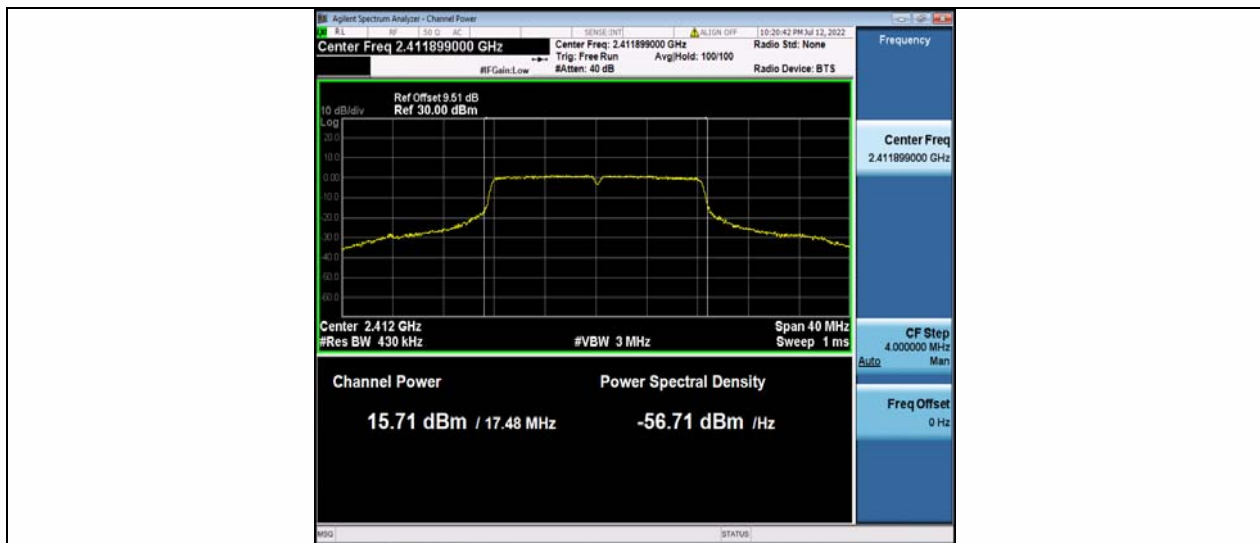 Agilent Spectrum Analyzer - Channel Power
RL RF 50 Ω AC SENSE:INT ALIGN OFF 10:20:42 PM Jul 12, 2022
Center Freq 2.411899000 GHz
Center Freq: 2.411899000 GHz
Radio Std: None
Trig: Free Run
Avg|Hold: 100/100
#IFGain:Low
#Atten: 40 dB
Radio Device: BTS
Ref Offset 9.51 dB
10 dB/div
Ref 30.00 dBm
Log
20.0
10.0
0.00
-10.0
-20.0
-30.0
-40.0
-50.0
-60.0
Center 2.412 GHz
Span 40 MHz
#Res BW 430 kHz
#VBW 3 MHz
Sweep 1 ms
Channel Power
Power Spectral Density
15.71 dBm / 17.48 MHz
-56.71 dBm /Hz
MSG
STATUS
Frequency
Center Freq
2.411899000 GHz
CF Step
4.000000 MHz
Auto Man
Freq Offset
0 Hz